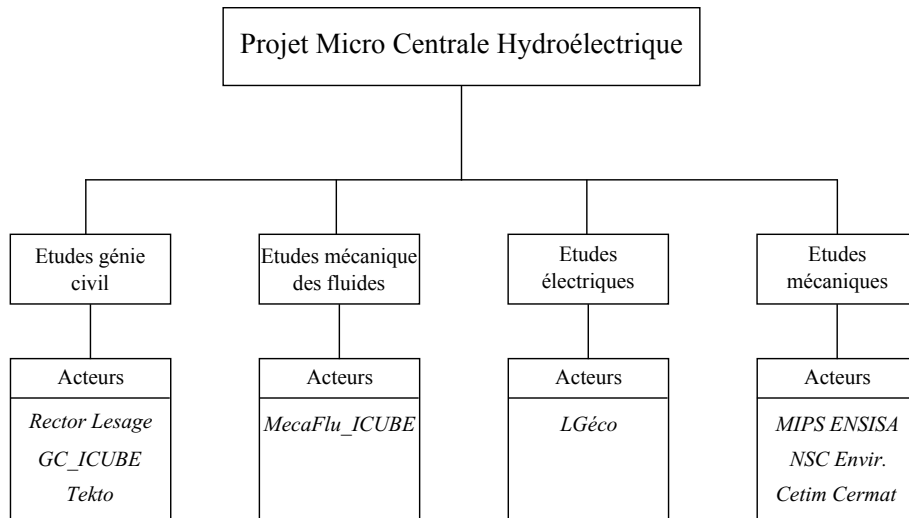 Projet Micro Centrale Hydroélectrique
Etudes génie
civil
Etudes mécanique
des fluides
Etudes
électriques
Etudes
mécaniques
Acteurs
Rector Lesage
GC_ICUBE
Tekto
Acteurs
MecaFlu_ICUBE
Acteurs
LGéco
Acteurs
MIPS ENSISA
NSC Envir.
Cetim Cermat